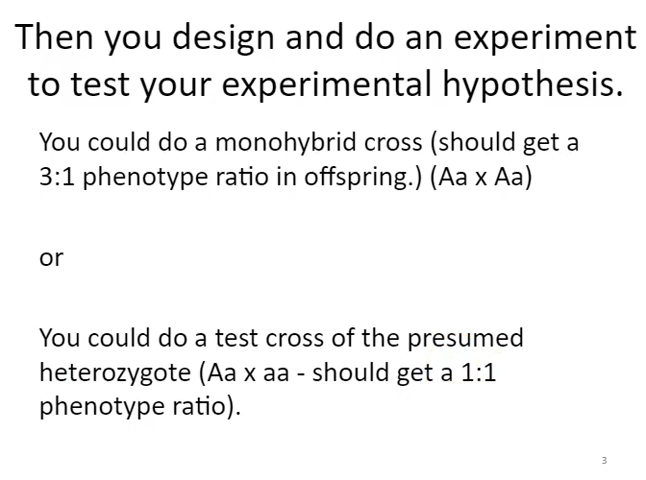 Then you design and do an experiment
to test your experimental hypothesis.
You could do a monohybrid cross (should get a
3:1 phenotype ratio in offspring.) (Aa x Aa)
or
You could do a test cross of the presumed
heterozygote (Aa x aa - should get a 1:1
phenotype ratio).
3